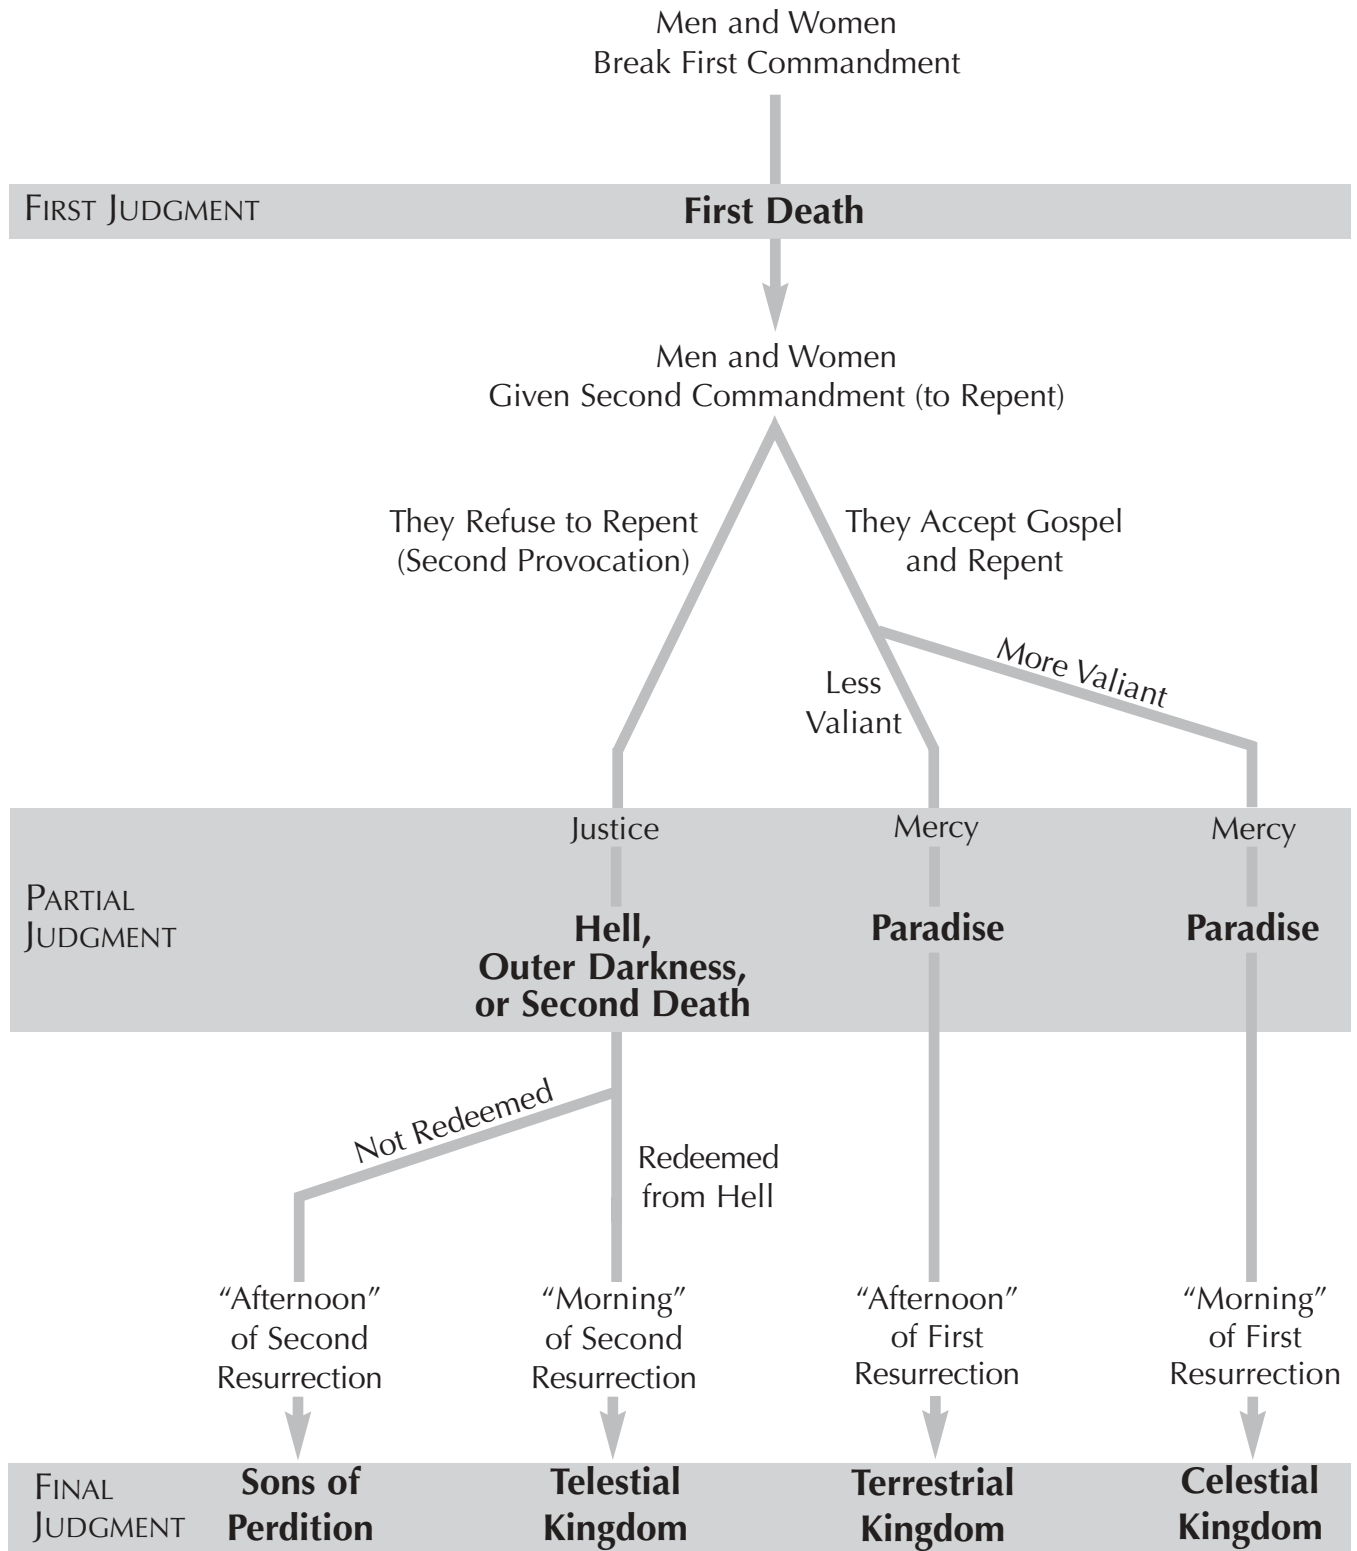 Men and Women
Break First Commandment
FIRST JUDGMENT
First Death
Men and Women
Given Second Commandment (to Repent)
They Refuse to Repent
(Second Provocation)
They Accept Gospel
and Repent
Less
Valiant
More Valiant
Justice
Mercy
Mercy
PARTIAL
JUDGMENT
Hell,
Outer Darkness,
or Second Death
Paradise
Paradise
Not Redeemed
Redeemed
from Hell
“Afternoon”
of Second
Resurrection
“Morning”
of Second
Resurrection
“Afternoon”
of First
Resurrection
“Morning”
of First
Resurrection
FINAL
JUDGMENT
Sons of
Perdition
Telestial
Kingdom
Terrestrial
Kingdom
Celestial
Kingdom